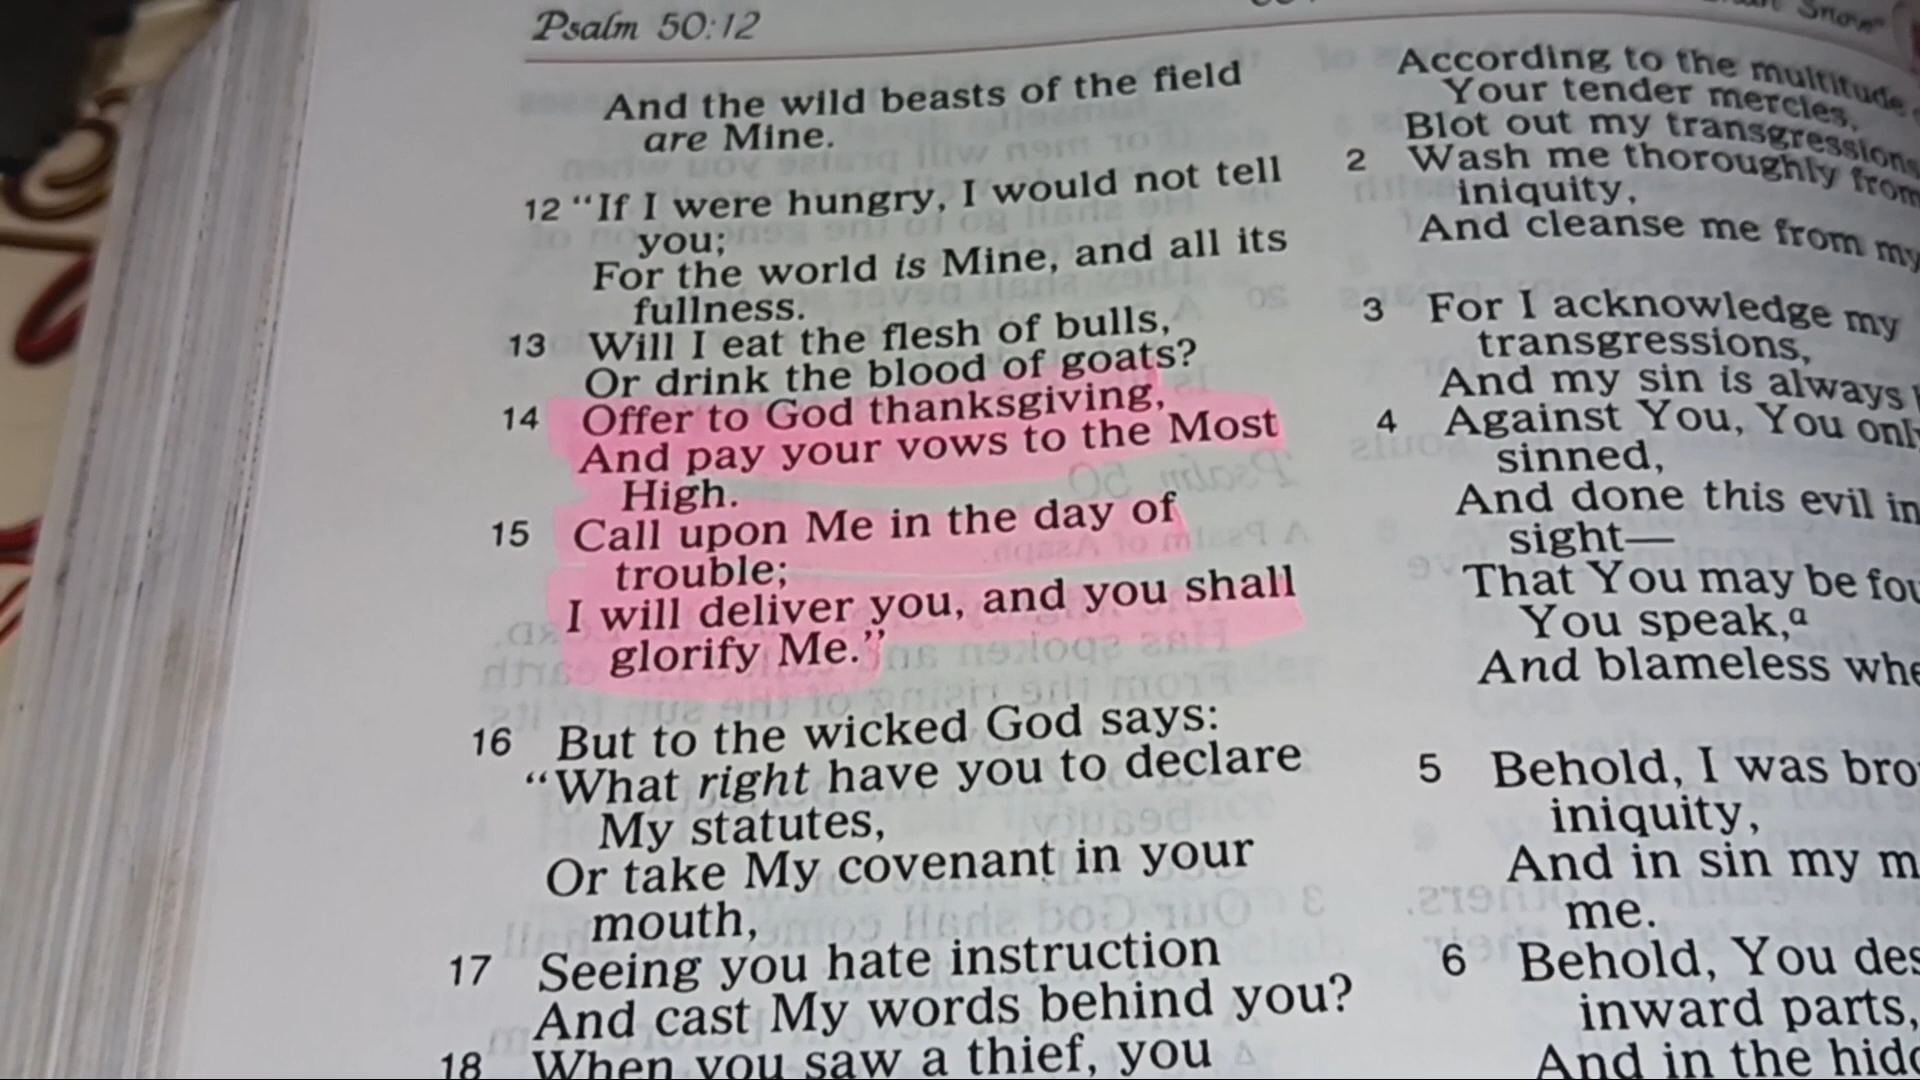 Psalm 50:12
And the wild beasts of the field
are Mine.
12 “If I were hungry, I would not tell
you;
For the world is Mine, and all its
fullness.
13 Will I eat the flesh of bulls,
Or drink the blood of goats?
14 Offer to God thanksgiving,
And pay your vows to the Most
High.
15 Call upon Me in the day of
trouble;
I will deliver you, and you shall
glorify Me.”
16 But to the wicked God says:
“What right have you to declare
My statutes,
Or take My covenant in your
mouth,
17 Seeing you hate instruction
And cast My words behind you?
18 When you saw a thief, you
Snow
According to the multitude
Your tender mercies,
Blot out my transgressions
2 Wash me thoroughly from
iniquity,
And cleanse me from my
3 For I acknowledge my
transgressions,
And my sin is always
4 Against You, You only
sinned,
And done this evil in
sight—
That You may be
You speak,a
And blameless
5 Behold, I was
iniquity,
And in sin my
me.
6 Behold, You
inward parts,
And in the